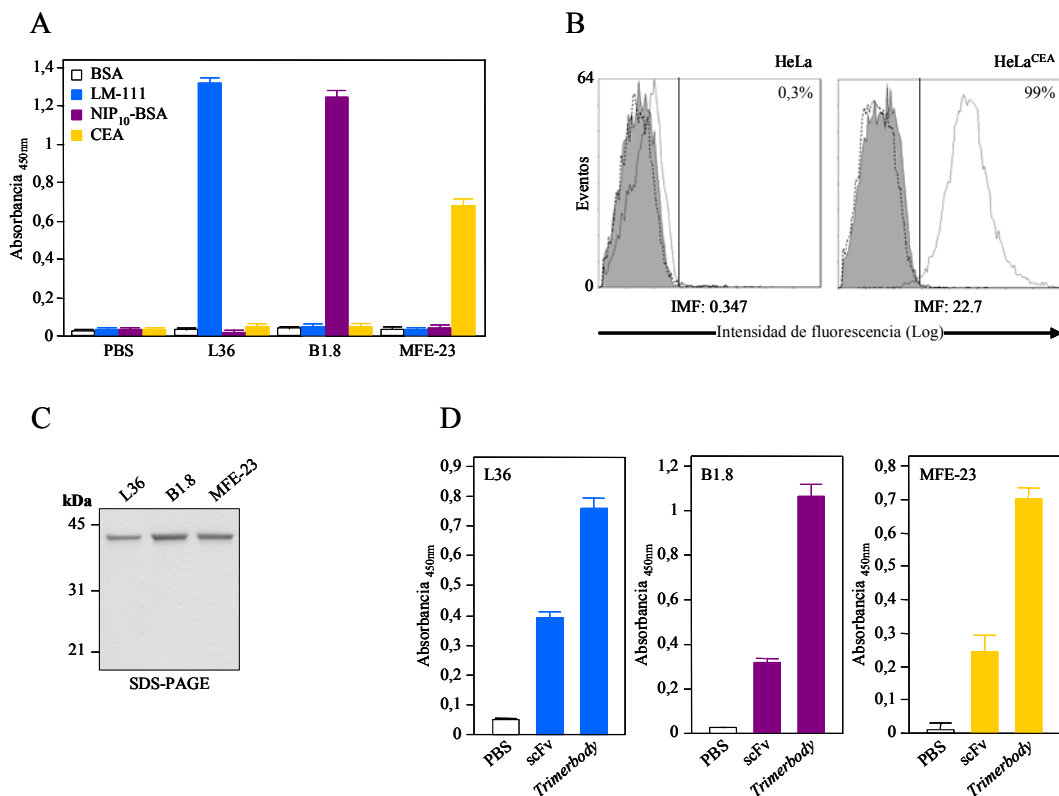 A
1,4
1,2
1
0,8
0,6
0,4
0,2
0
Absorbancia 450nm
BSA
LM-111
NIP10-BSA
CEA
PBS
L36
B1.8
MFE-23
B
HeLa
HeLaCEA
64
0
Eventos
0,3%
99%
IMF: 0.347
IMF: 22.7
Intensidad de fluorescencia (Log)
C
kDa
L36
B1.8
MFE-23
45
31
21
SDS-PAGE
D
L36
0,9
0,8
0,7
0,6
0,5
0,4
0,3
0,2
0,1
0
Absorbancia 450nm
PBS
scFv
Trimerbody
B1.8
1,2
1
0,8
0,6
0,4
0,2
0
Absorbancia 450nm
PBS
scFv
Trimerbody
MFE-23
0,8
0,7
0,6
0,5
0,4
0,3
0,2
0,1
0
Absorbancia 450nm
PBS
scFv
Trimerbody